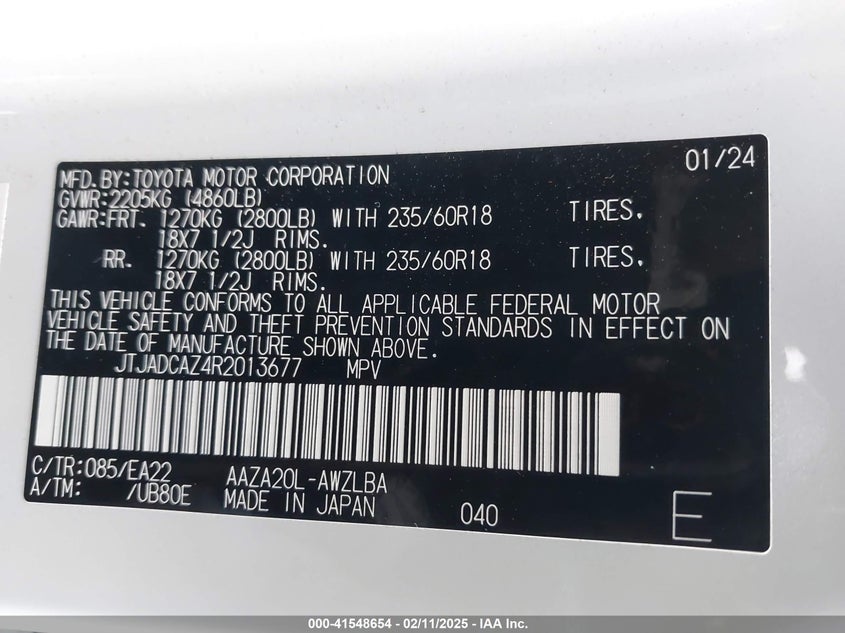 01/24
MFD.BY:TOYOTA MOTOR CORPORATION
GVWR:2205KG (4860LB)
GAWR:FRT. 1270KG (2800LB) WITH 235/60R18 TIRES.
18X7 1/2J RIMS.
RR. 1270KG (2800LB) WITH 235/60R18 TIRES.
18X7 1/2J RIMS.
THIS VEHICLE CONFORMS TO ALL APPLICABLE FEDERAL MOTOR
VEHICLE SAFETY AND THEFT PREVENTION STANDARDS IN EFFECT ON
THE DATE OF MANUFACTURE SHOWN ABOVE.
JTJADCAZ4R2013677 MPV
C/TR:085/EA22 AAZA20L-AWZLBA
A/TM: /UB80E MADE IN JAPAN 040 E
000-41548654 - 02/11/2025 - IAA Inc.